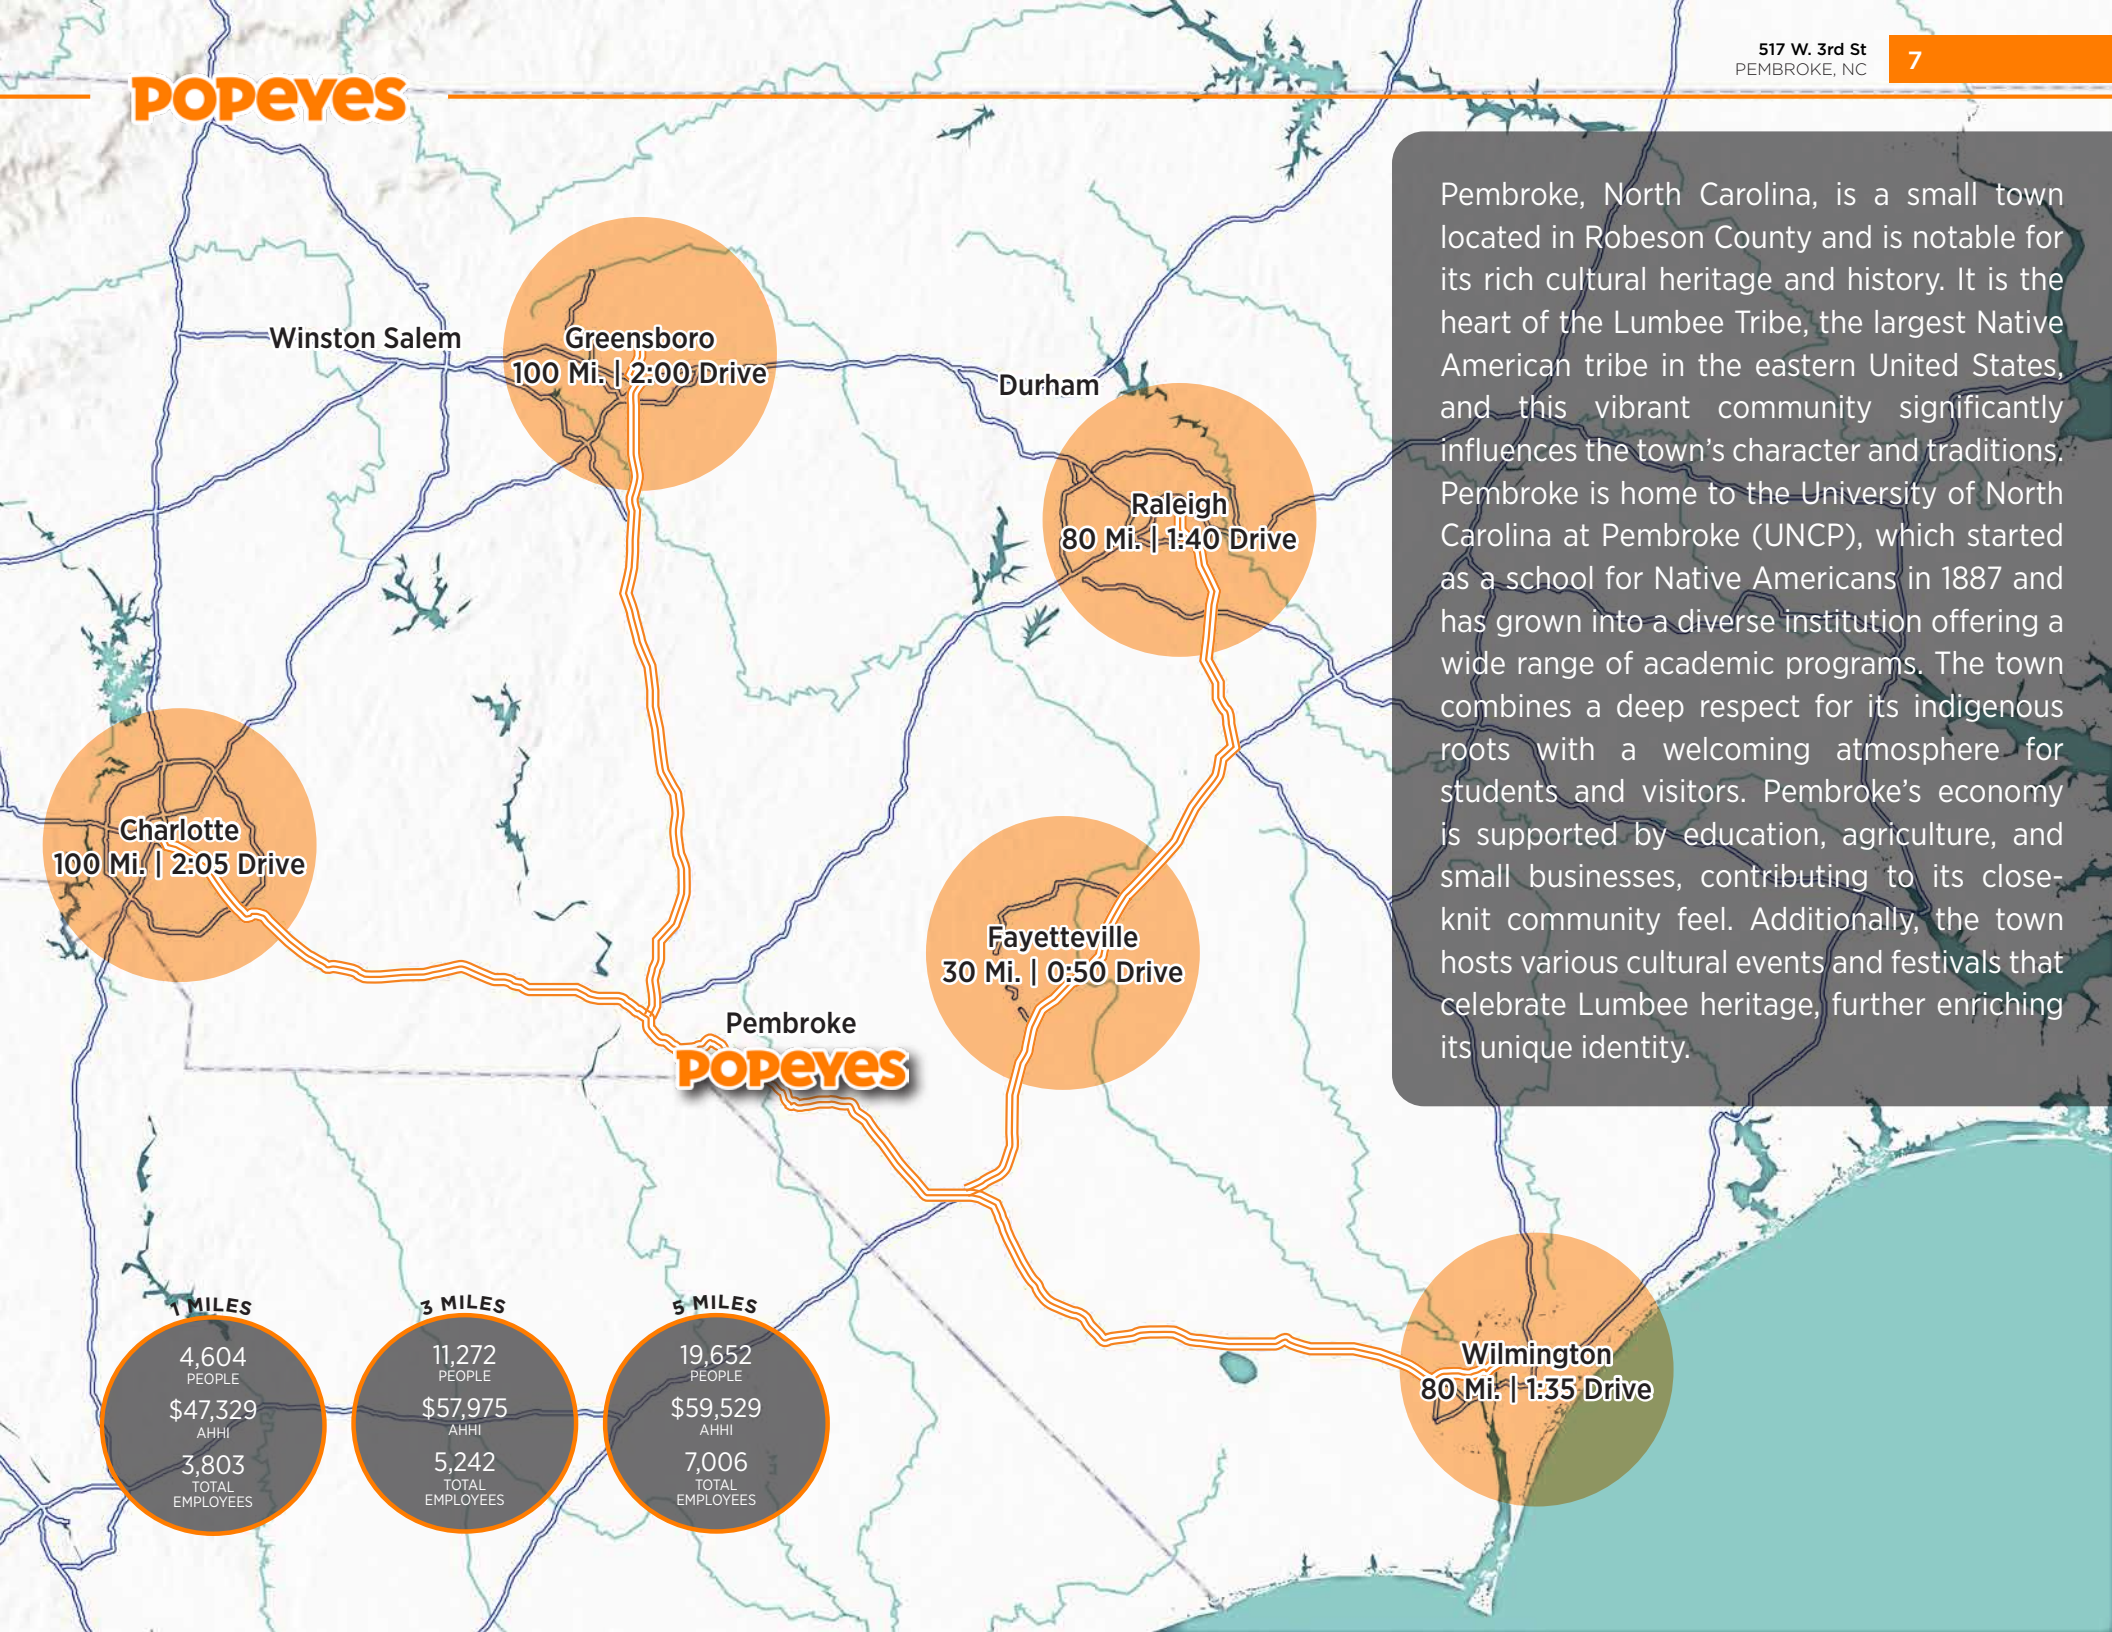 POPEYES
517 W. 3rd St
PEMBROKE, NC
7
Pembroke, North Carolina, is a small town
located in Robeson County and is notable for
its rich cultural heritage and history. It is the
heart of the Lumbee Tribe, the largest Native
American tribe in the eastern United States,
and this vibrant community significantly
influences the town's character and traditions.
Pembroke is home to the University of North
Carolina at Pembroke (UNCP), which started
as a school for Native Americans in 1887 and
has grown into a diverse institution offering a
wide range of academic programs. The town
combines a deep respect for its indigenous
roots with a welcoming atmosphere for
students and visitors. Pembroke's economy
is supported by education, agriculture, and
small businesses, contributing to its close-
knit community feel. Additionally, the town
hosts various cultural events and festivals that
celebrate Lumbee heritage, further enriching
its unique identity.
Winston Salem
Greensboro
100 Mi. | 2:00 Drive
Durham
Raleigh
80 Mi. | 1:40 Drive
Charlotte
100 Mi. | 2:05 Drive
Fayetteville
30 Mi. | 0:50 Drive
Pembroke
POPEYES
Wilmington
80 Mi. | 1:35 Drive
1 MILES
4,604
PEOPLE
$47,329
AHHI
3,803
TOTAL
EMPLOYEES
3 MILES
11,272
PEOPLE
$57,975
AHHI
5,242
TOTAL
EMPLOYEES
5 MILES
19,652
PEOPLE
$59,529
AHHI
7,006
TOTAL
EMPLOYEES